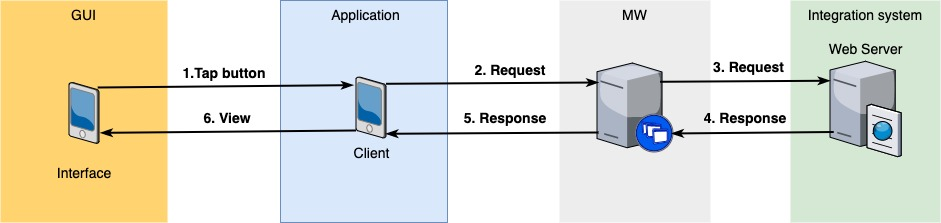 GUI
Application
MW
Integration system
Web Server
1.Tap button
2. Request
3. Request
6. View
5. Response
4. Response
Client
Interface